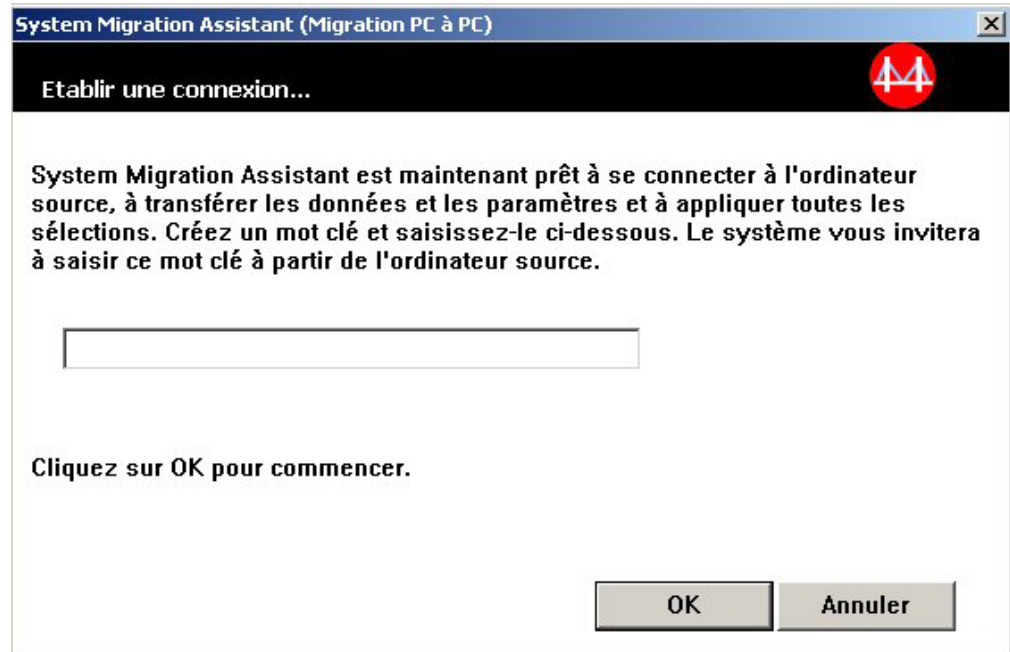 System Migration Assistant (Migration PC à PC)
Etablir une connexion...
System Migration Assistant est maintenant prêt à se connecter à l'ordinateur
source, à transférer les données et les paramètres et à appliquer toutes les
sélections. Créez un mot clé et saisissez-le ci-dessous. Le système vous invitera
à saisir ce mot clé à partir de l'ordinateur source.
Cliquez sur OK pour commencer.
OK
Annuler